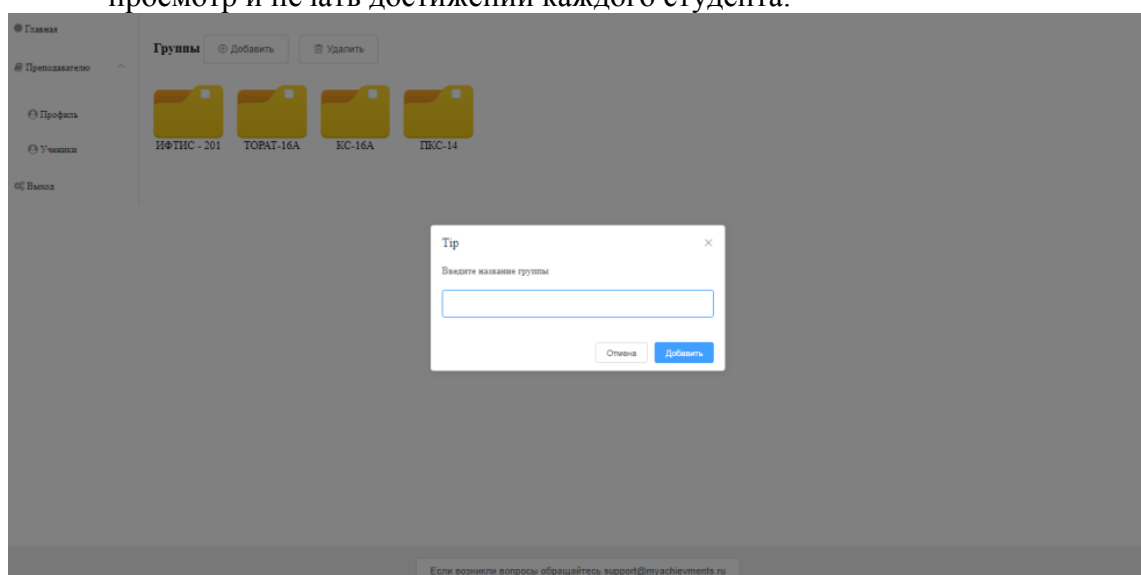 просмотр и печать достижений каждого студента.
Главная
Группы Добавить Удалить
Преподавателю
Профиль
ИФТИС - 201 ТОРАТ-16А КС-16А ПКС-14
Ученики
Выход
Tip
Введите название группы
Отмена Добавить
Если возникли вопросы обращайтесь support@myachievments ru